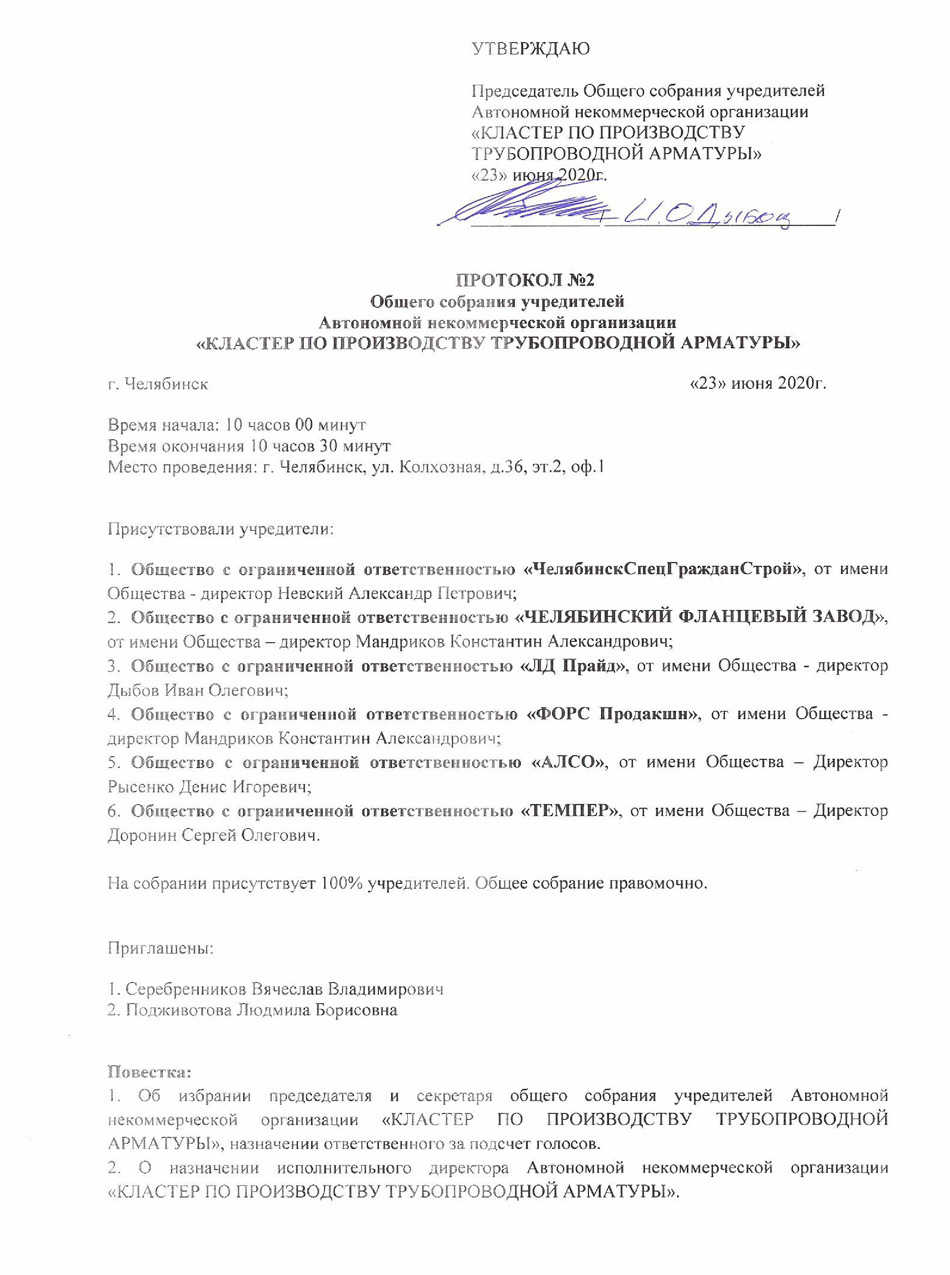 УТВЕРЖДАЮ
Председатель Общего собрания учредителей
Автономной некоммерческой организации
«КЛАСТЕР ПО ПРОИЗВОДСТВУ
ТРУБОПРОВОДНОЙ АРМАТУРЫ»
«23» июня 2020г.
И.О Дыбов /
ПРОТОКОЛ №2
Общего собрания учредителей
Автономной некоммерческой организации
«КЛАСТЕР ПО ПРОИЗВОДСТВУ ТРУБОПРОВОДНОЙ АРМАТУРЫ»
г. Челябинск «23» июня 2020г.
Время начала: 10 часов 00 минут
Время окончания 10 часов 30 минут
Место проведения: г. Челябинск, ул. Колхозная, д.36, эт.2, оф.1
Присутствовали учредители:
1. Общество с ограниченной ответственностью «ЧелябинскСпецГражданСтрой», от имени
Общества - директор Невский Александр Петрович;
2. Общество с ограниченной ответственностью «ЧЕЛЯБИНСКИЙ ФЛАНЦЕВЫЙ ЗАВОД»,
от имени Общества – директор Мандриков Константин Александрович;
3. Общество с ограниченной ответственностью «ЛД Прайд», от имени Общества - директор
Дыбов Иван Олегович;
4. Общество с ограниченной ответственностью «ФОРС Продакшн», от имени Общества -
директор Мандриков Константин Александрович;
5. Общество с ограниченной ответственностью «АЛСО», от имени Общества – Директор
Рысенко Денис Игоревич;
6. Общество с ограниченной ответственностью «ТЕМПЕР», от имени Общества – Директор
Доронин Сергей Олегович.
На собрании присутствует 100% учредителей. Общее собрание правомочно.
Приглашены:
1. Серебренников Вячеслав Владимирович
2. Подживотова Людмила Борисовна
Повестка:
1. Об избрании председателя и секретаря общего собрания учредителей Автономной
некоммерческой организации «КЛАСТЕР ПО ПРОИЗВОДСТВУ ТРУБОПРОВОДНОЙ
АРМАТУРЫ», назначении ответственного за подсчет голосов.
2. О назначении исполнительного директора Автономной некоммерческой организации
«КЛАСТЕР ПО ПРОИЗВОДСТВУ ТРУБОПРОВОДНОЙ АРМАТУРЫ».